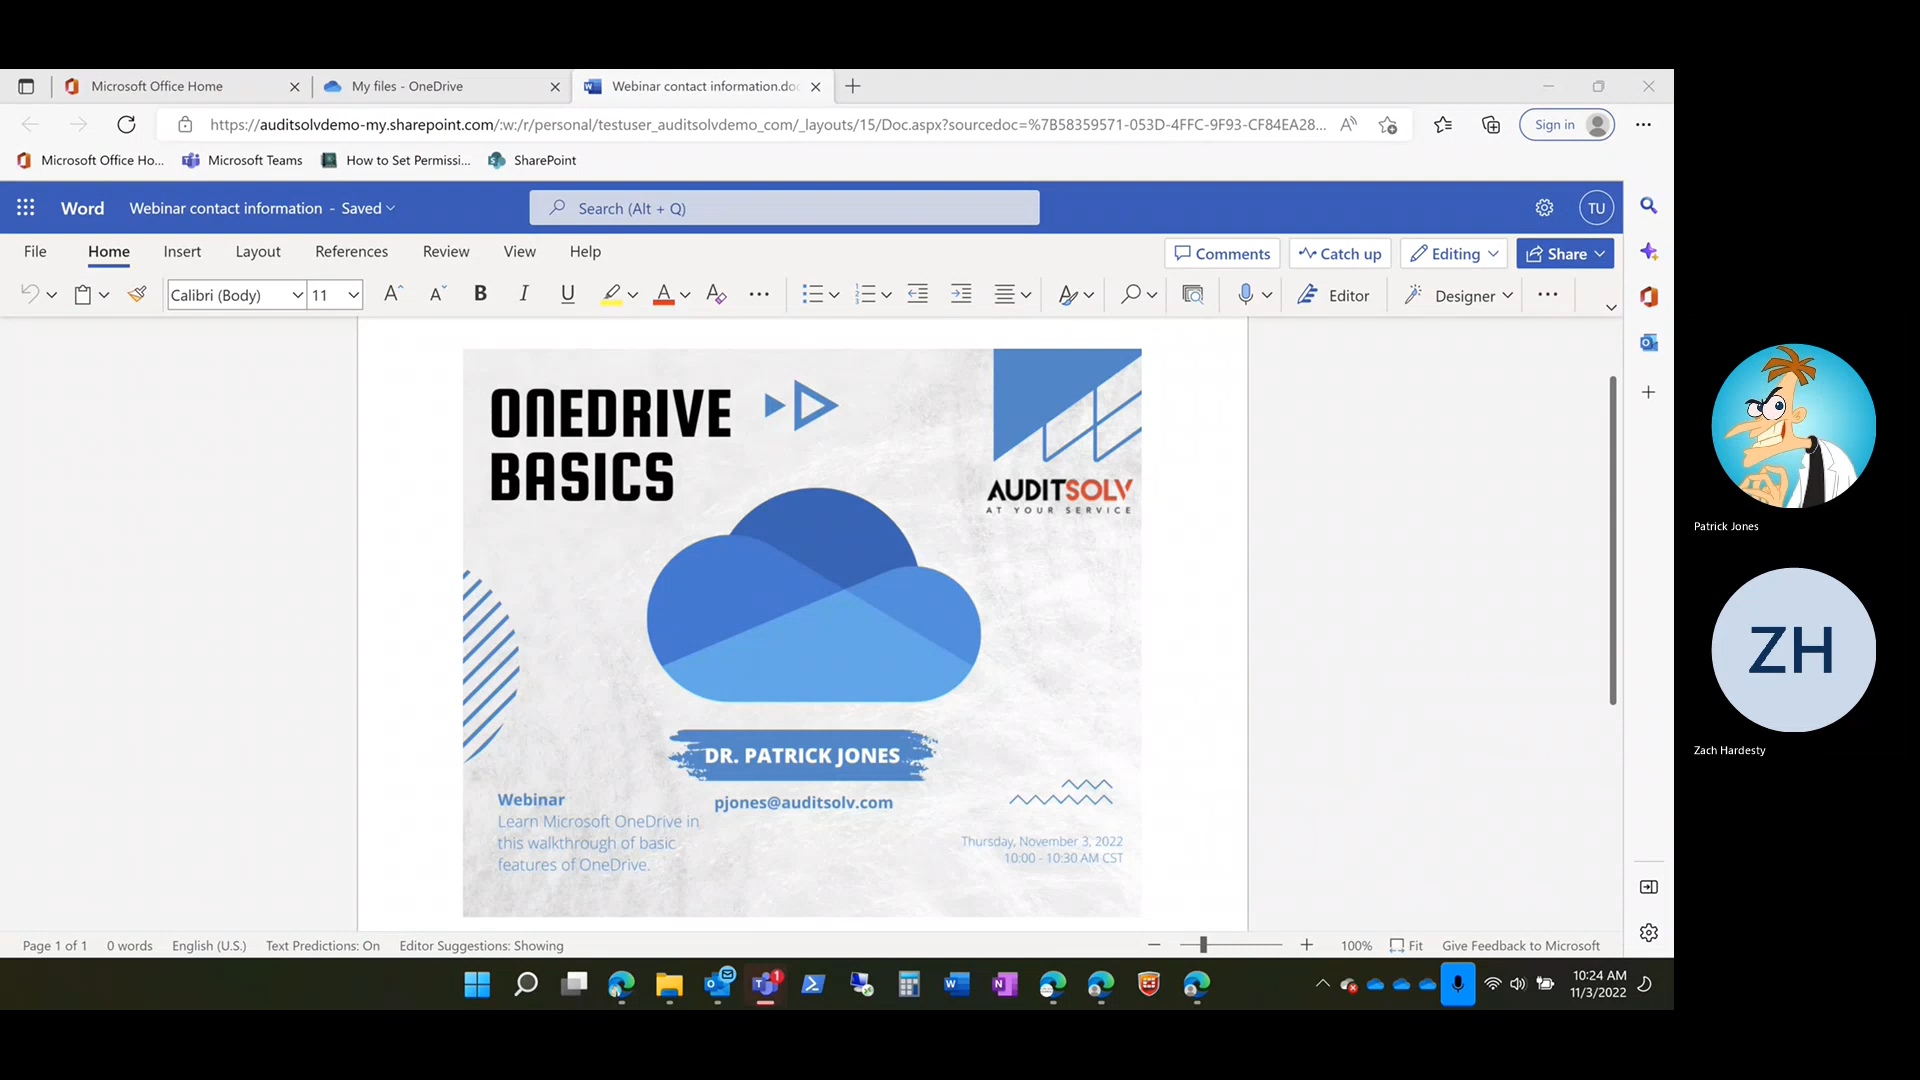 Microsoft Office Home
My files - OneDrive
Webinar contact information.doc
https://auditsolvdemo-my.sharepoint.com/:w:/r/personal/testuser_auditsolvdemo_com/_layouts/15/Doc.aspx?sourcedoc=%7B58359571-053D-4FFC-9F93-CF84EA28...
Sign in
Microsoft Office Ho...
Microsoft Teams
How to Set Permissi...
SharePoint
Word
Webinar contact information - Saved
Search (Alt + Q)
TU
File
Home
Insert
Layout
References
Review
View
Help
Comments
Catch up
Editing
Share
Calibri (Body)
11
Editor
Designer
ONEDRIVE
BASICS
AUDITSOLV
AT YOUR SERVICE
DR. PATRICK JONES
pjones@auditsolv.com
Webinar
Learn Microsoft OneDrive in
this walkthrough of basic
features of OneDrive.
Thursday, November 3, 2022
10:00 - 10:30 AM CST
Page 1 of 1
0 words
English (U.S.)
Text Predictions: On
Editor Suggestions: Showing
100%
Fit
Give Feedback to Microsoft
10:24 AM
11/3/2022
Patrick Jones
ZH
Zach Hardesty